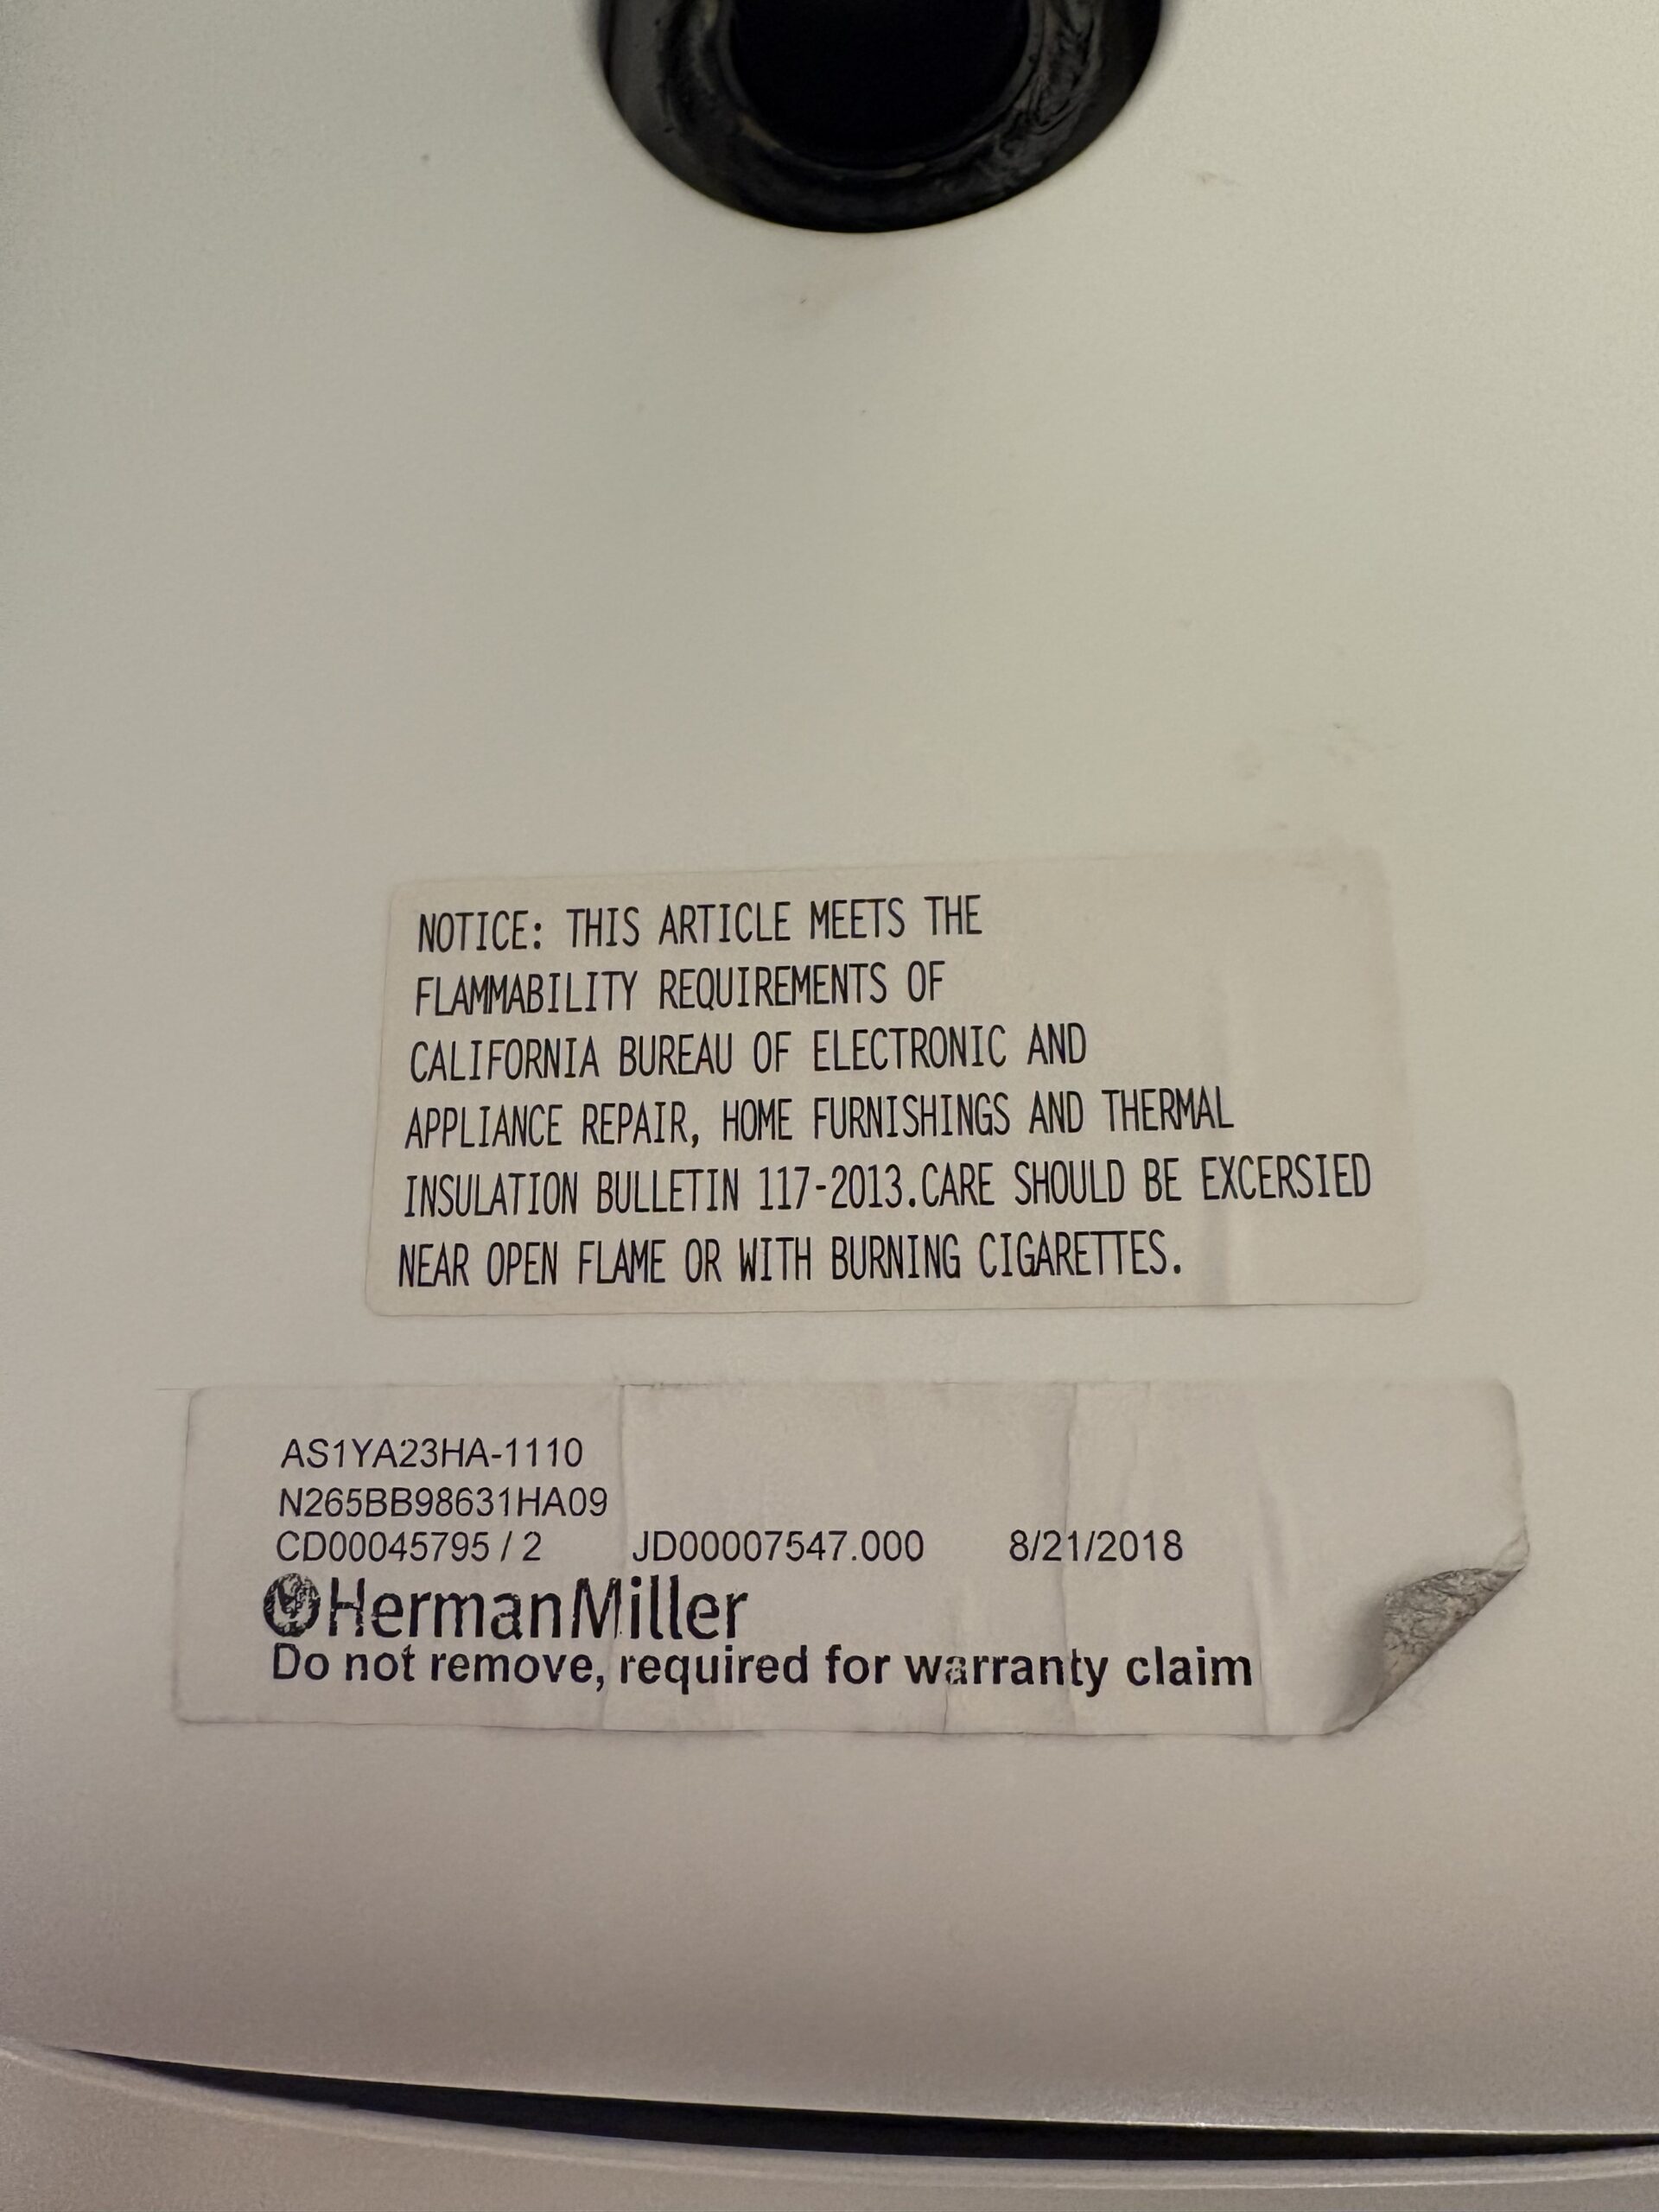 NOTICE: THIS ARTICLE MEETS THE
FLAMMABILITY REQUIREMENTS OF
CALIFORNIA BUREAU OF ELECTRONIC AND
APPLIANCE REPAIR, HOME FURNISHINGS AND THERMAL
INSULATION BULLETIN 117-2013.CARE SHOULD BE EXCERSIED
NEAR OPEN FLAME OR WITH BURNING CIGARETTES.
AS1YA23HA-1110
N265BB98631HA09
CD00045795 / 2 JD00007547.000 8/21/2018
HermanMiller
Do not remove, required for warranty claim